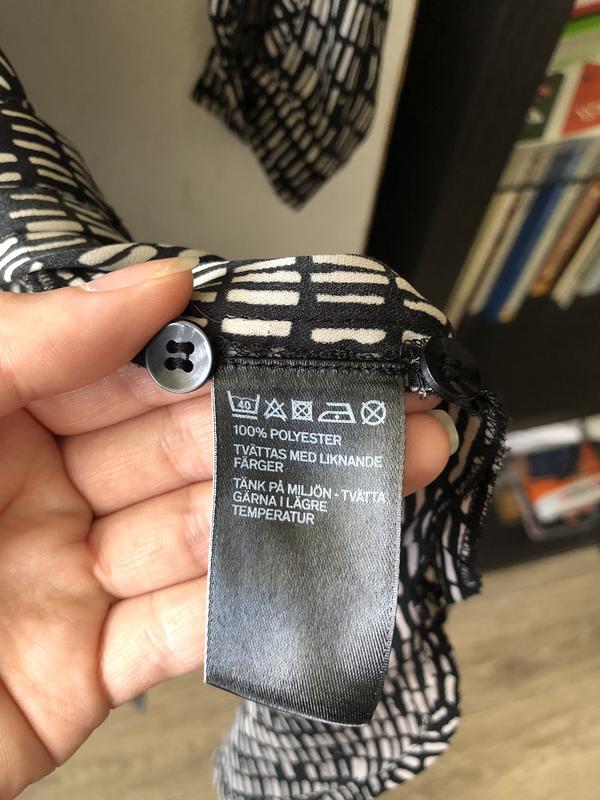 40
100% POLYESTER
TVÄTTAS MED LIKNANDE
FÄRGER
TÄNK PÅ MILJÖN - TVÄTTA
GÄRNA I LÄGRE
TEMPERATUR